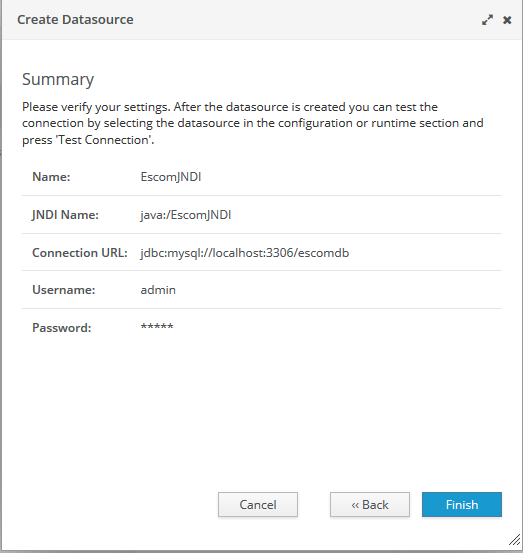 Create Datasource
Summary
Please verify your settings. After the datasource is created you can test the
connection by selecting the datasource in the configuration or runtime section and
press 'Test Connection'.
Name: EscomJNDI
JNDI Name: java:/EscomJNDI
Connection URL: jdbc:mysql://localhost:3306/escomdb
Username: admin
Password: *****
Cancel ‹‹ Back Finish